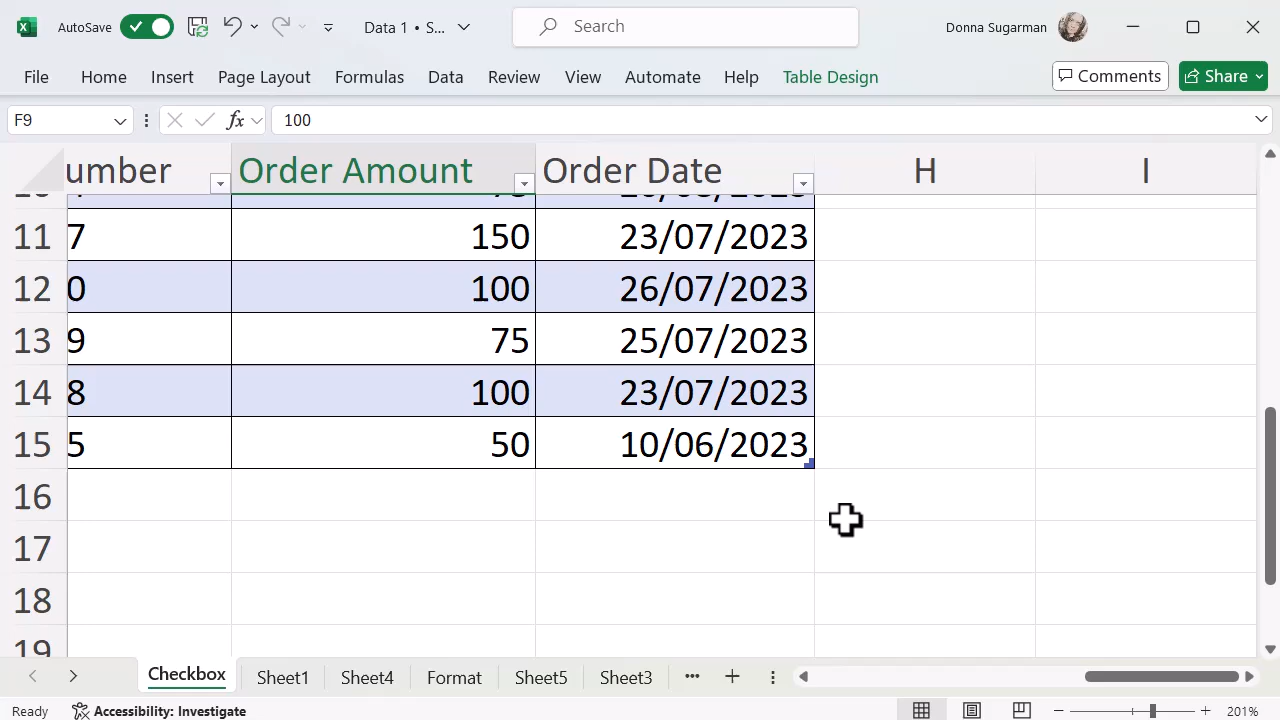 AutoSave Data 1 • S... Search Donna Sugarman
File Home Insert Page Layout Formulas Data Review View Automate Help Table Design Comments Share
F9 fx 100
umber Order Amount Order Date H I
11 7 150 23/07/2023
12 0 100 26/07/2023
13 9 75 25/07/2023
14 8 100 23/07/2023
15 5 50 10/06/2023
16
17
18
19
Checkbox Sheet1 Sheet4 Format Sheet5 Sheet3 ...
Ready Accessibility: Investigate 201%